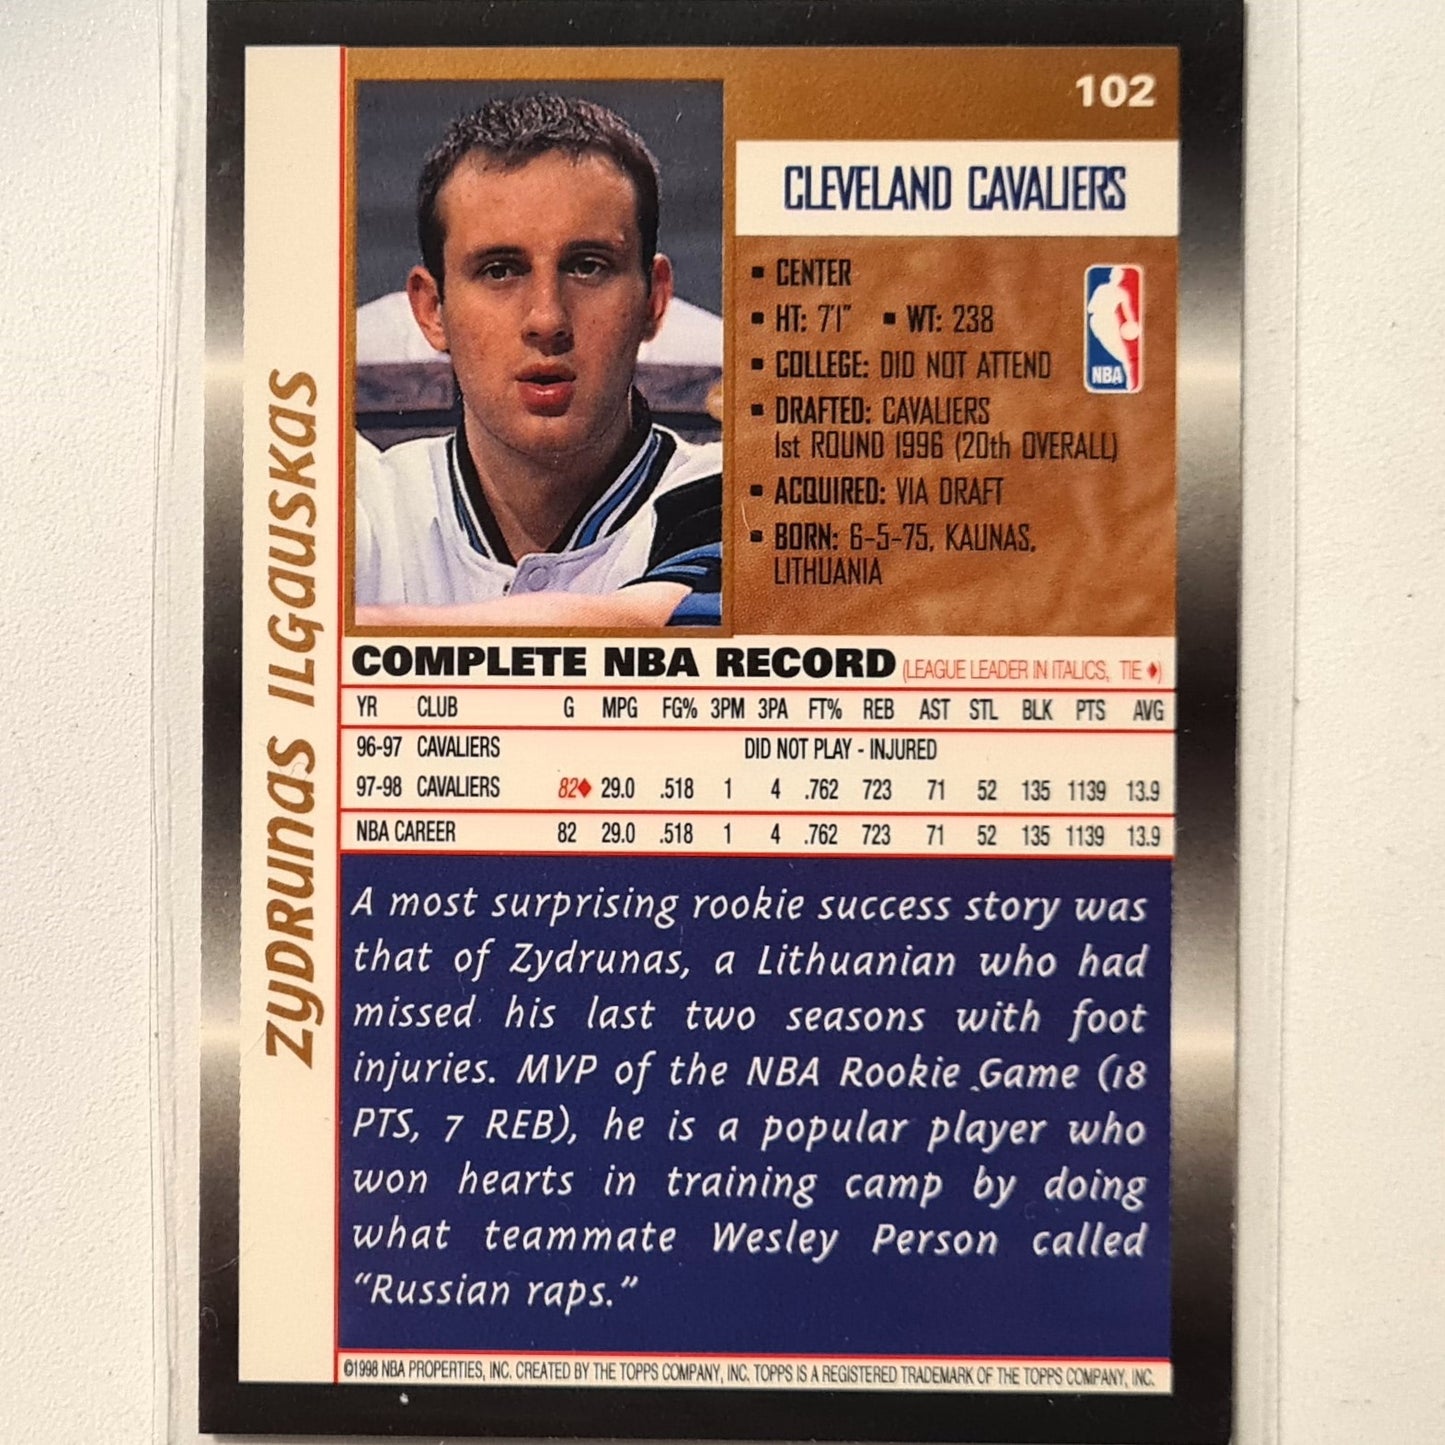 102
ZYDRUNAS ILGAUSKAS
CLEVELAND CAVALIERS
▪ CENTER
▪ HT: 7'1" ▪ WT: 238
▪ COLLEGE: DID NOT ATTEND
▪ DRAFTED: CAVALIERS
1st ROUND 1996 (20th OVERALL)
▪ ACQUIRED: VIA DRAFT
▪ BORN: 6-5-75, KAUNAS,
LITHUANIA
NBA
COMPLETE NBA RECORD (LEAGUE LEADER IN ITALICS, TIE ♦)
YR CLUB G MPG FG% 3PM 3PA FT% REB AST STL BLK PTS AVG
96-97 CAVALIERS DID NOT PLAY - INJURED
97-98 CAVALIERS 82♦ 29.0 .518 1 4 .762 723 71 52 135 1139 13.9
NBA CAREER 82 29.0 .518 1 4 .762 723 71 52 135 1139 13.9
A most surprising rookie success story was
that of Zydrunas, a Lithuanian who had
missed his last two seasons with foot
injuries. MVP of the NBA Rookie Game (18
PTS, 7 REB), he is a popular player who
won hearts in training camp by doing
what teammate Wesley Person called
“Russian raps.”
©1998 NBA PROPERTIES, INC. CREATED BY THE TOPPS COMPANY, INC. TOPPS IS A REGISTERED TRADEMARK OF THE TOPPS COMPANY, INC.